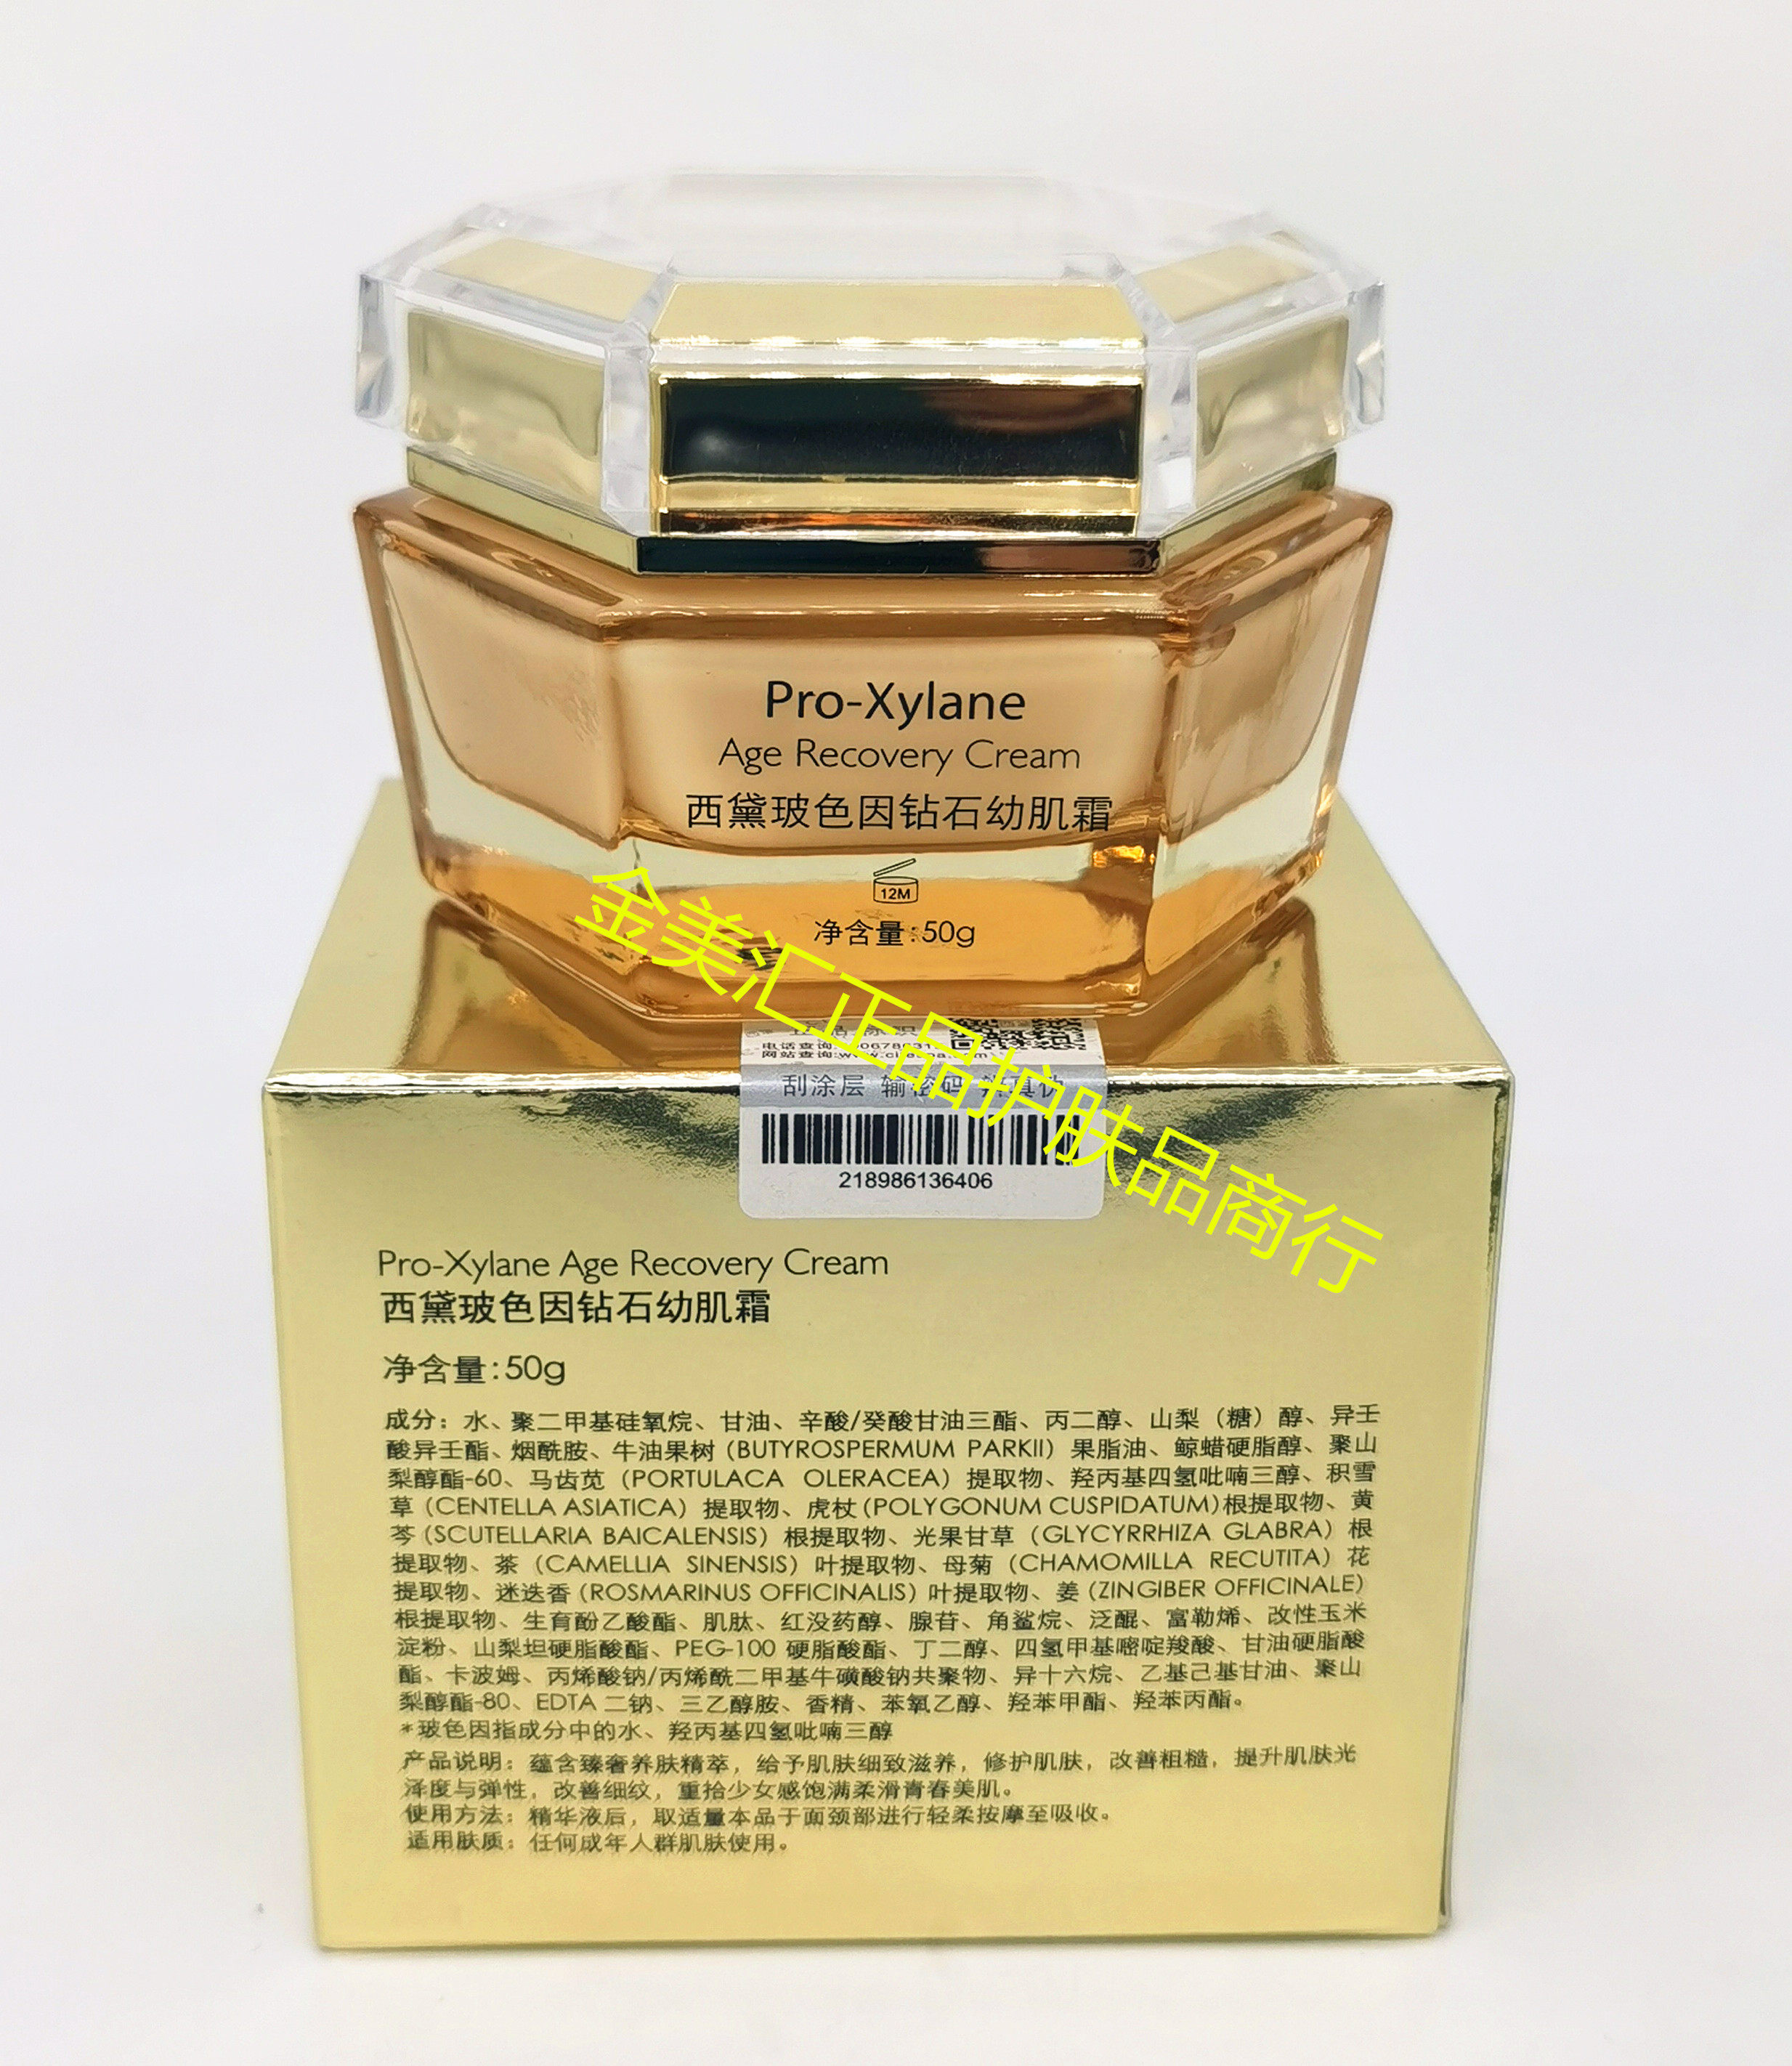 Pro-Xylane
Age Recovery Cream
西黛玻色因钻石幼肌霜
12M
净含量:50g
金美汇正品护肤品商行
电话查询:
网站查询:www.
刮涂层 输密码
218986136406
Pro-Xylane Age Recovery Cream
西黛玻色因钻石幼肌霜
净含量:50g
成分：水、聚二甲基硅氧烷、甘油、辛酸/癸酸甘油三酯、丙二醇、山梨（糖）醇、异壬
酸异壬酯、烟酰胺、牛油果树（BUTYROSPERMUM PARKII）果脂油、鲸蜡硬脂醇、聚山
梨醇酯-60、马齿苋（PORTULACA OLERACEA）提取物、羟丙基四氢吡喃三醇、积雪
草（CENTELLA ASIATICA）提取物、虎杖（POLYGONUM CUSPIDATUM）根提取物、黄
芩（SCUTELLARIA BAICALENSIS）根提取物、光果甘草（GLYCYRRHIZA GLABRA）根
提取物、茶（CAMELLIA SINENSIS）叶提取物、母菊（CHAMOMILLA RECUTITA）花
提取物、迷迭香（ROSMARINUS OFFICINALIS）叶提取物、姜（ZINGIBER OFFICINALE）
根提取物、生育酚乙酸酯、肌肽、红没药醇、腺苷、角鲨烷、泛醌、富勒烯、改性玉米
淀粉、山梨坦硬脂酸酯、PEG-100 硬脂酸酯、丁二醇、四氢甲基嘧啶羧酸、甘油硬脂酸
酯、卡波姆、丙烯酸钠/丙烯酰二甲基牛磺酸钠共聚物、异十六烷、乙基己基甘油、聚山
梨醇酯-80、EDTA 二钠、三乙醇胺、香精、苯氧乙醇、羟苯甲酯、羟苯丙酯。
*玻色因指成分中的水、羟丙基四氢吡喃三醇
产品说明：蕴含臻奢养肤精萃，给予肌肤细致滋养，修护肌肤，改善粗糙，提升肌肤光
泽度与弹性，改善细纹，重拾少女感饱满柔滑青春美肌。
使用方法：精华液后，取适量本品于面颈部进行轻柔按摩至吸收。
适用肤质：任何成年人群肌肤使用。